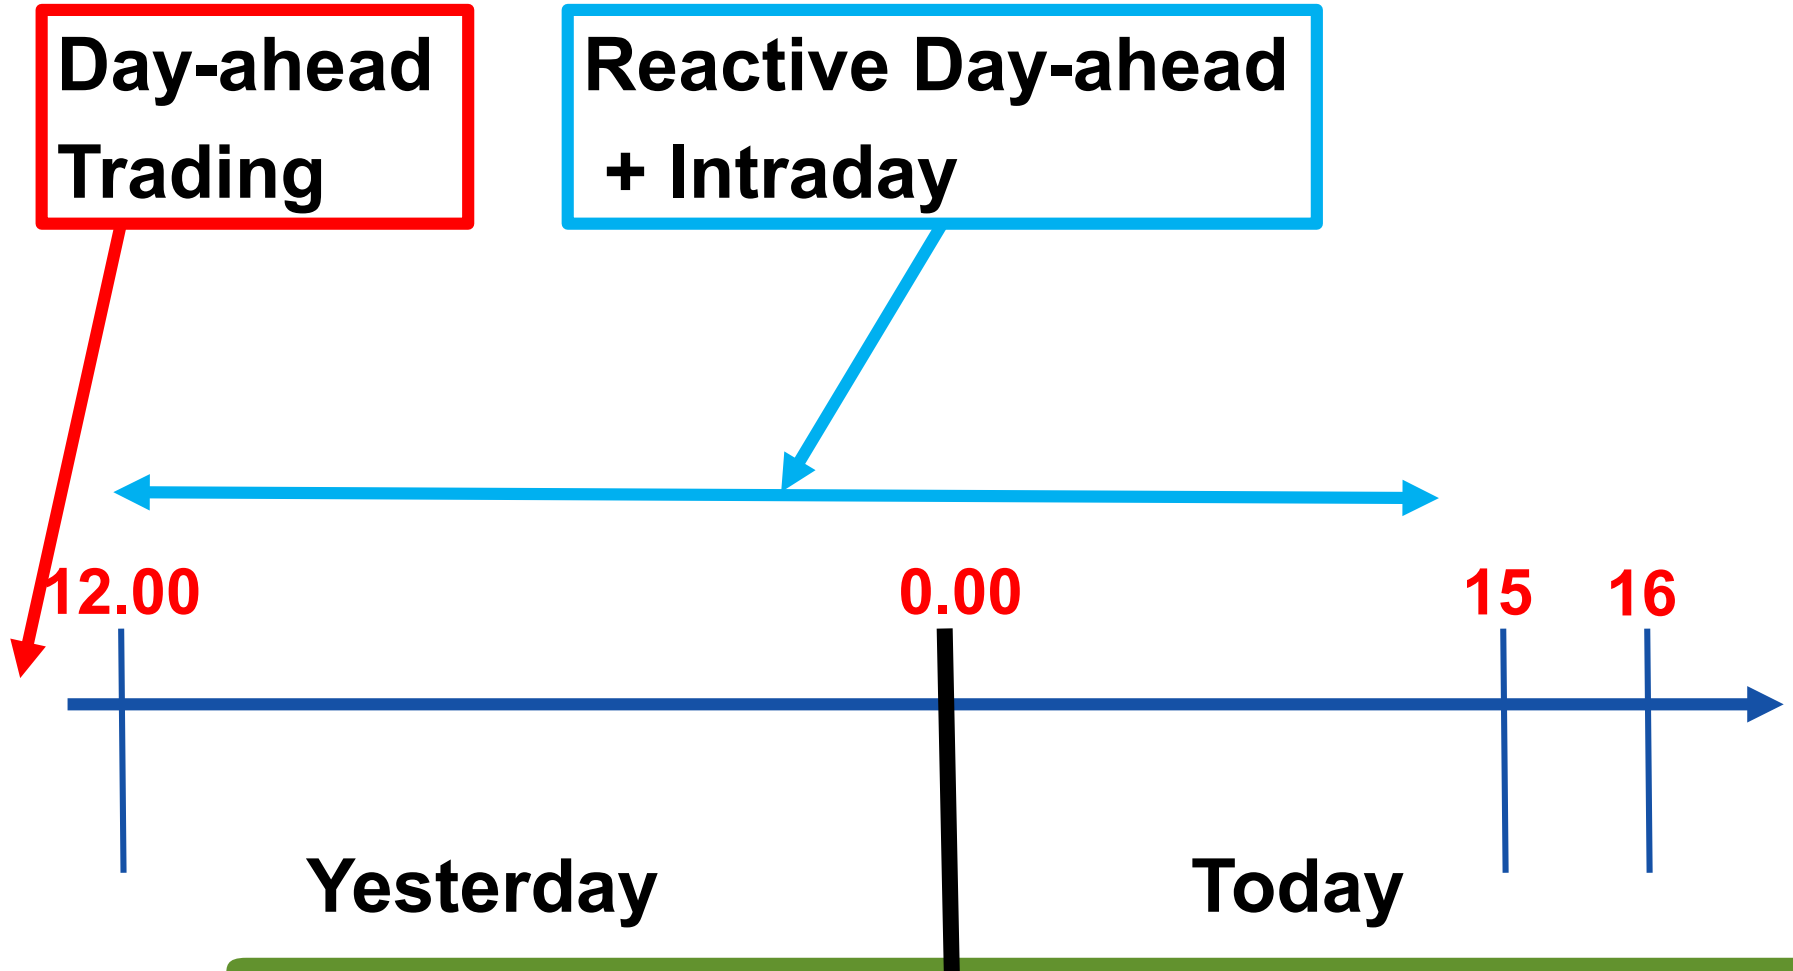 Day-ahead
Trading
Reactive Day-ahead
+ Intraday
12.00
0.00
15
16
Yesterday
Today